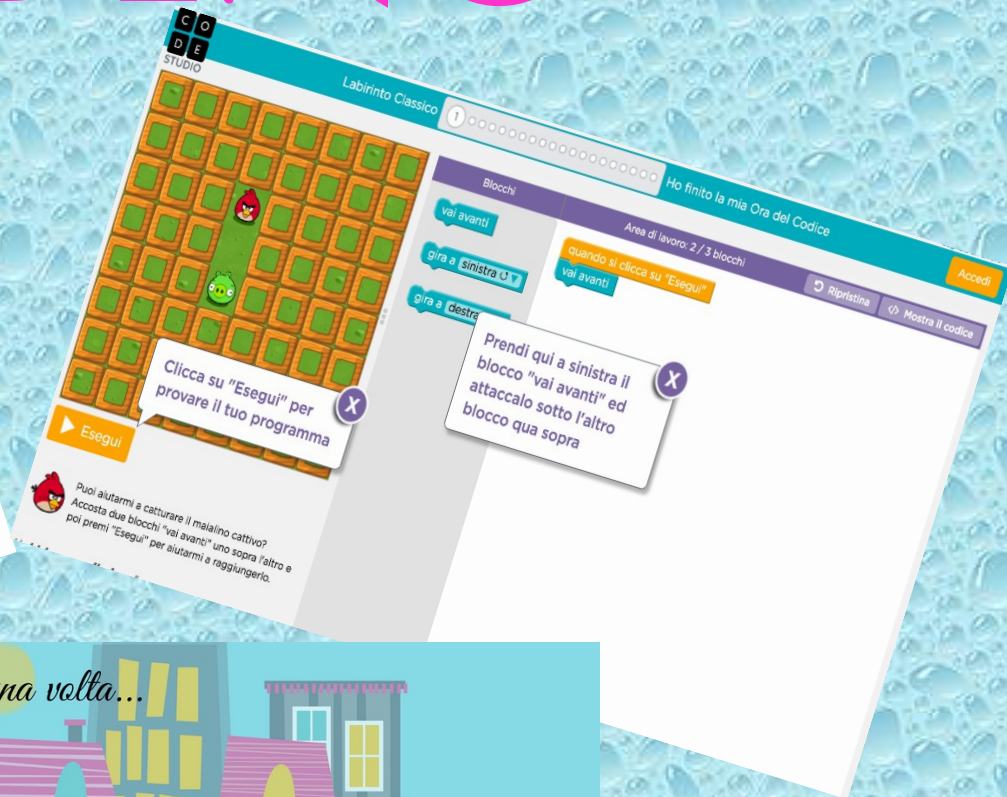 C O
D E
STUDIO
Labirinto Classico
1
Ho finito la mia Ora del Codice
Accedi
Blocchi
Area di lavoro: 2 / 3 blocchi
Ripristina
Mostra il codice
vai avanti
gira a sinistra
gira a destra
quando si clicca su "Esegui"
vai avanti
Prendi qui a sinistra il
blocco "vai avanti" ed
attaccalo sotto l'altro
blocco qua sopra
X
Clicca su "Esegui" per
provare il tuo programma
X
Esegui
Puoi aiutarmi a catturare il maialino cattivo?
Accosta due blocchi "vai avanti" uno sopra l'altro e
poi premi "Esegui" per aiutarmi a raggiungerlo.
volta...